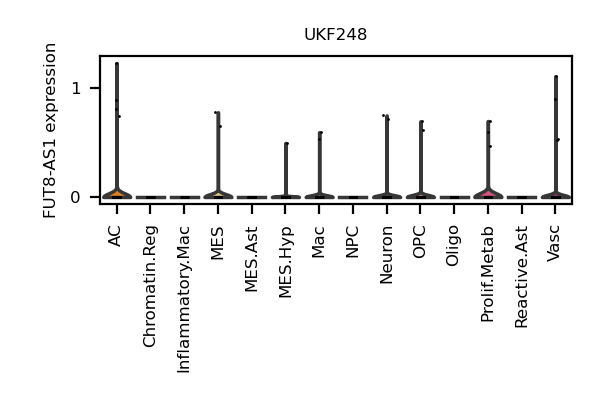 UKF248
FUT8-AS1 expression
1
0
AC
Chromatin.Reg
Inflammatory.Mac
MES
MES.Ast
MES.Hyp
Mac
NPC
Neuron
OPC
Oligo
Prolif.Metab
Reactive.Ast
Vasc